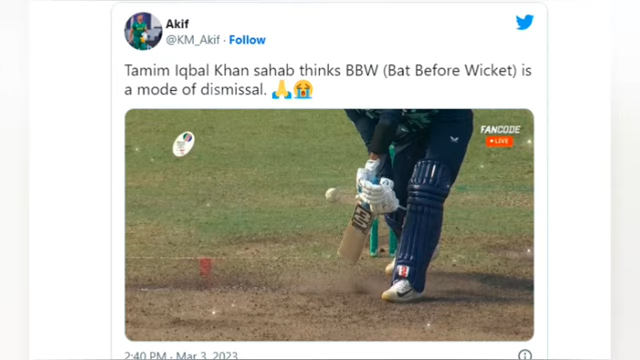 Akif
@KM_Akif · Follow
Tamim Iqbal Khan sahab thinks BBW (Bat Before Wicket) is
a mode of dismissal. 🙏😭
FANCODE
LIVE
2:40 PM · Mar 3, 2023